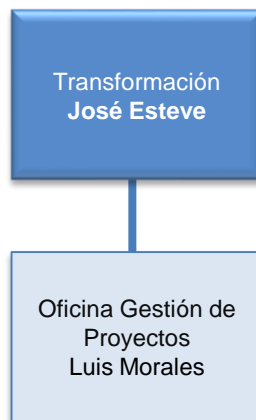 Transformación
José Esteve
Oficina Gestión de
Proyectos
Luis Morales